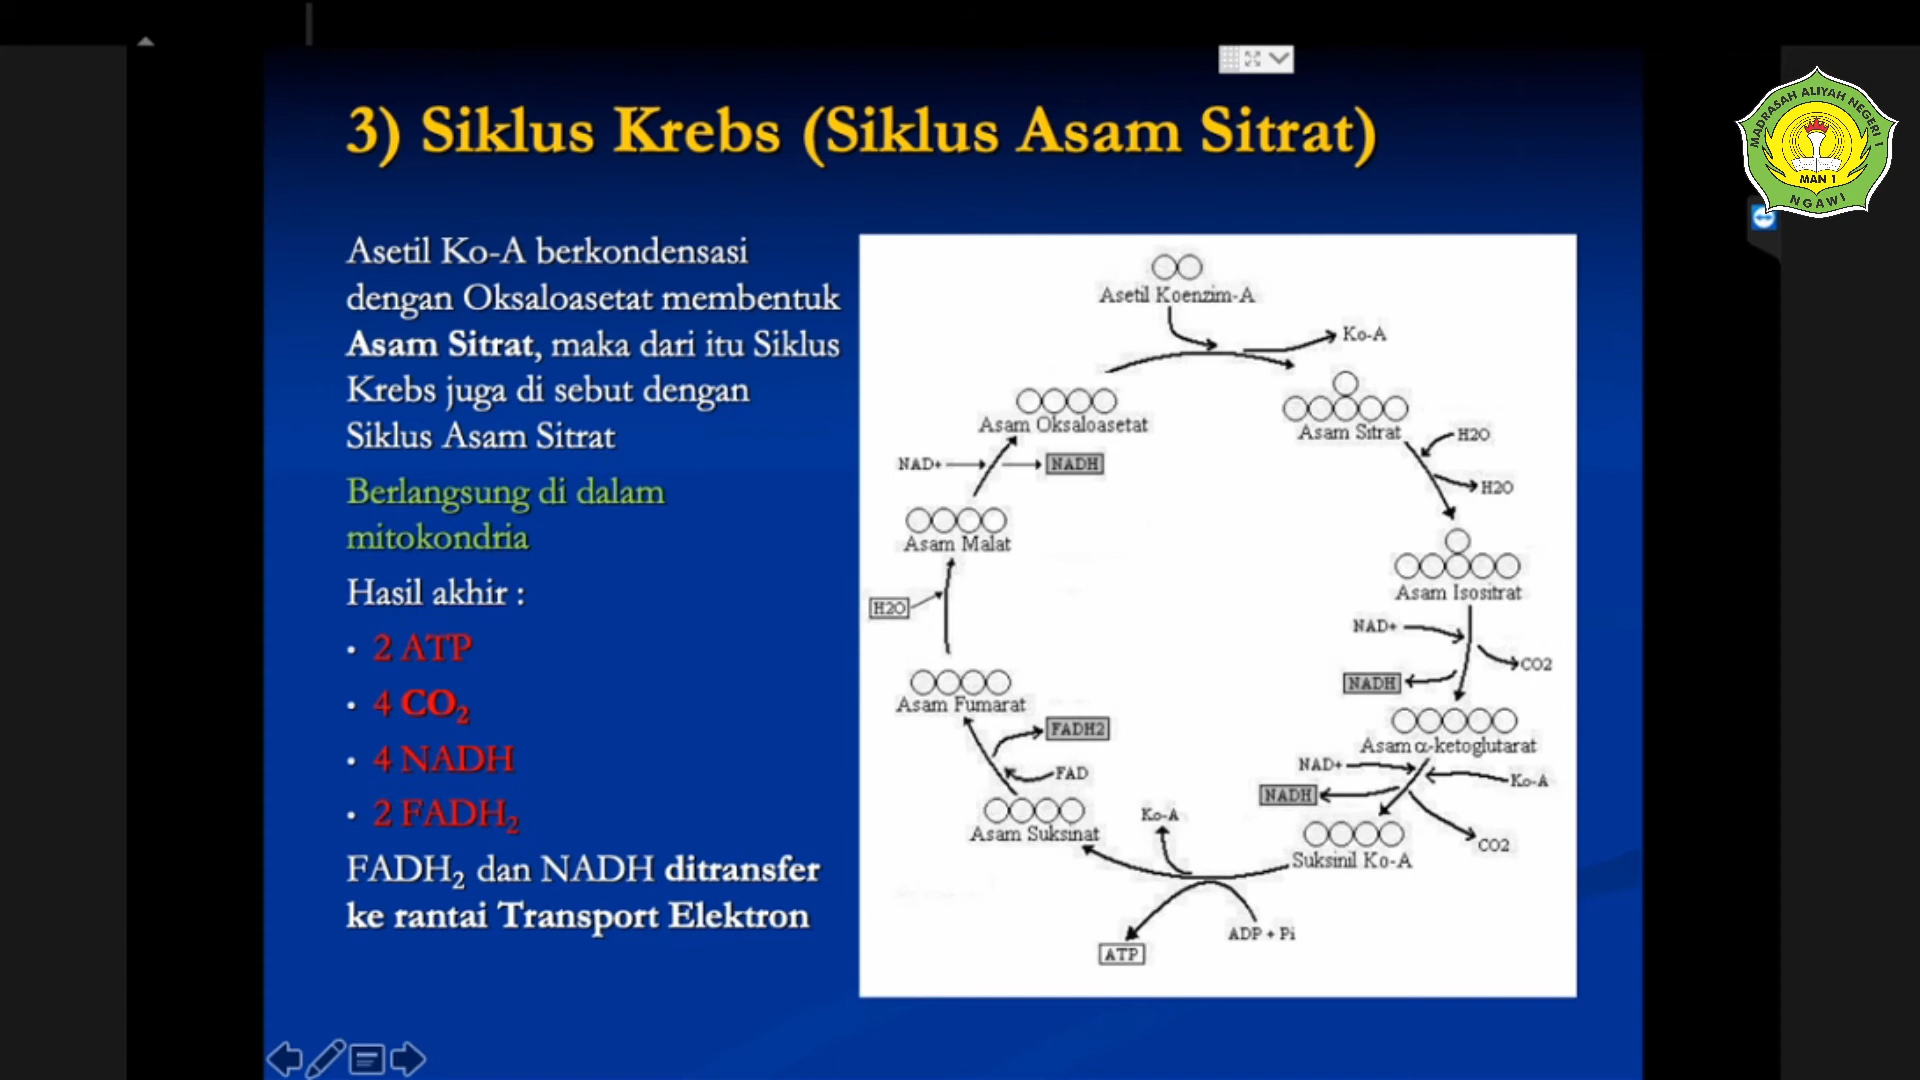 3) Siklus Krebs (Siklus Asam Sitrat)
MADRASAH ALIYAH NEGERI 1
MAN 1
NGAWI
Asetil Ko-A berkondensasi
dengan Oksaloasetat membentuk
Asam Sitrat, maka dari itu Siklus
Krebs juga di sebut dengan
Siklus Asam Sitrat
Berlangsung di dalam
mitokondria
Hasil akhir :
• 2 ATP
• 4 CO₂
• 4 NADH
• 2 FADH₂
FADH₂ dan NADH ditransfer
ke rantai Transport Elektron
Asetil Koenzim-A
Ko-A
Asam Sitrat
H2O
H2O
Asam Isositrat
NAD+
CO2
NADH
Asam α-ketoglutarat
NAD+
Ko-A
NADH
CO2
Suksinil Ko-A
Ko-A
ADP + Pi
ATP
Asam Suksinat
FAD
FADH2
Asam Fumarat
H2O
Asam Malat
NAD+
NADH
Asam Oksaloasetat